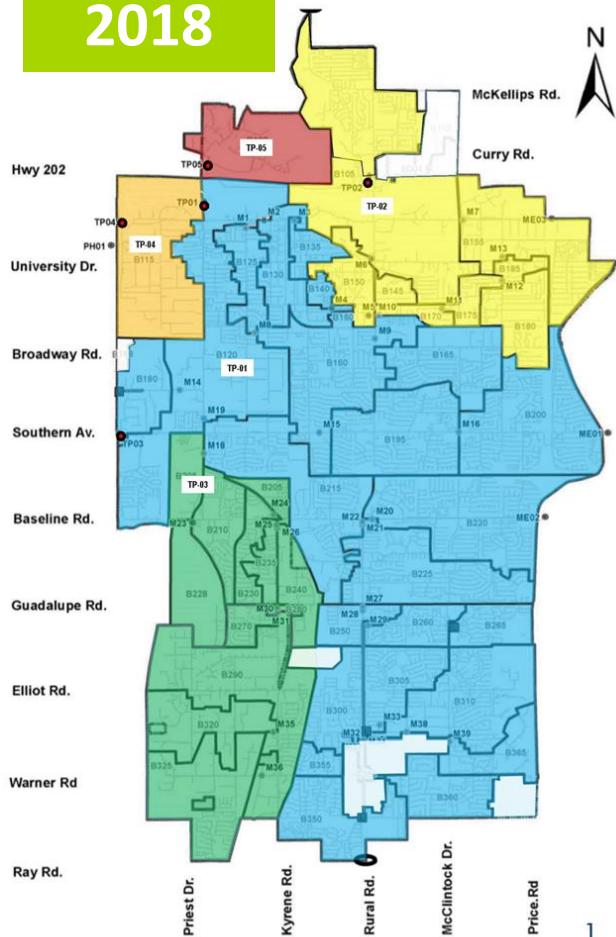 2018
N
McKellips Rd.
Curry Rd.
Hwy 202
University Dr.
Broadway Rd.
Southern Av.
Baseline Rd.
Guadalupe Rd.
Elliot Rd.
Warner Rd
Ray Rd.
TP-05
TP05
B105
TP02
TP-02
TP01
TP04
TP-04
PH01
B115
M1
M2
M3
M7
ME03
B155
B125
B130
B135
M6
M13
B185
M12
B140
B150
B145
M4
M5
M10
M11
B160
B170
B175
B180
M8
M9
B120
B160
B165
TP-01
B180
M14
B200
M19
M15
M16
ME01
TP03
B195
M18
TP-03
B205
B215
M24
M23
B210
M25
M26
M22
M20
M21
B220
ME02
B235
B225
B228
B230
B240
M27
M30
B280
M28
M29
B270
M31
B250
B260
B265
B290
B305
B310
B320
B300
M33
M35
M32
M38
M39
B325
M36
B355
B365
B360
B350
Priest Dr.
Kyrene Rd.
Rural Rd.
McClintock Dr.
Price.Rd
1